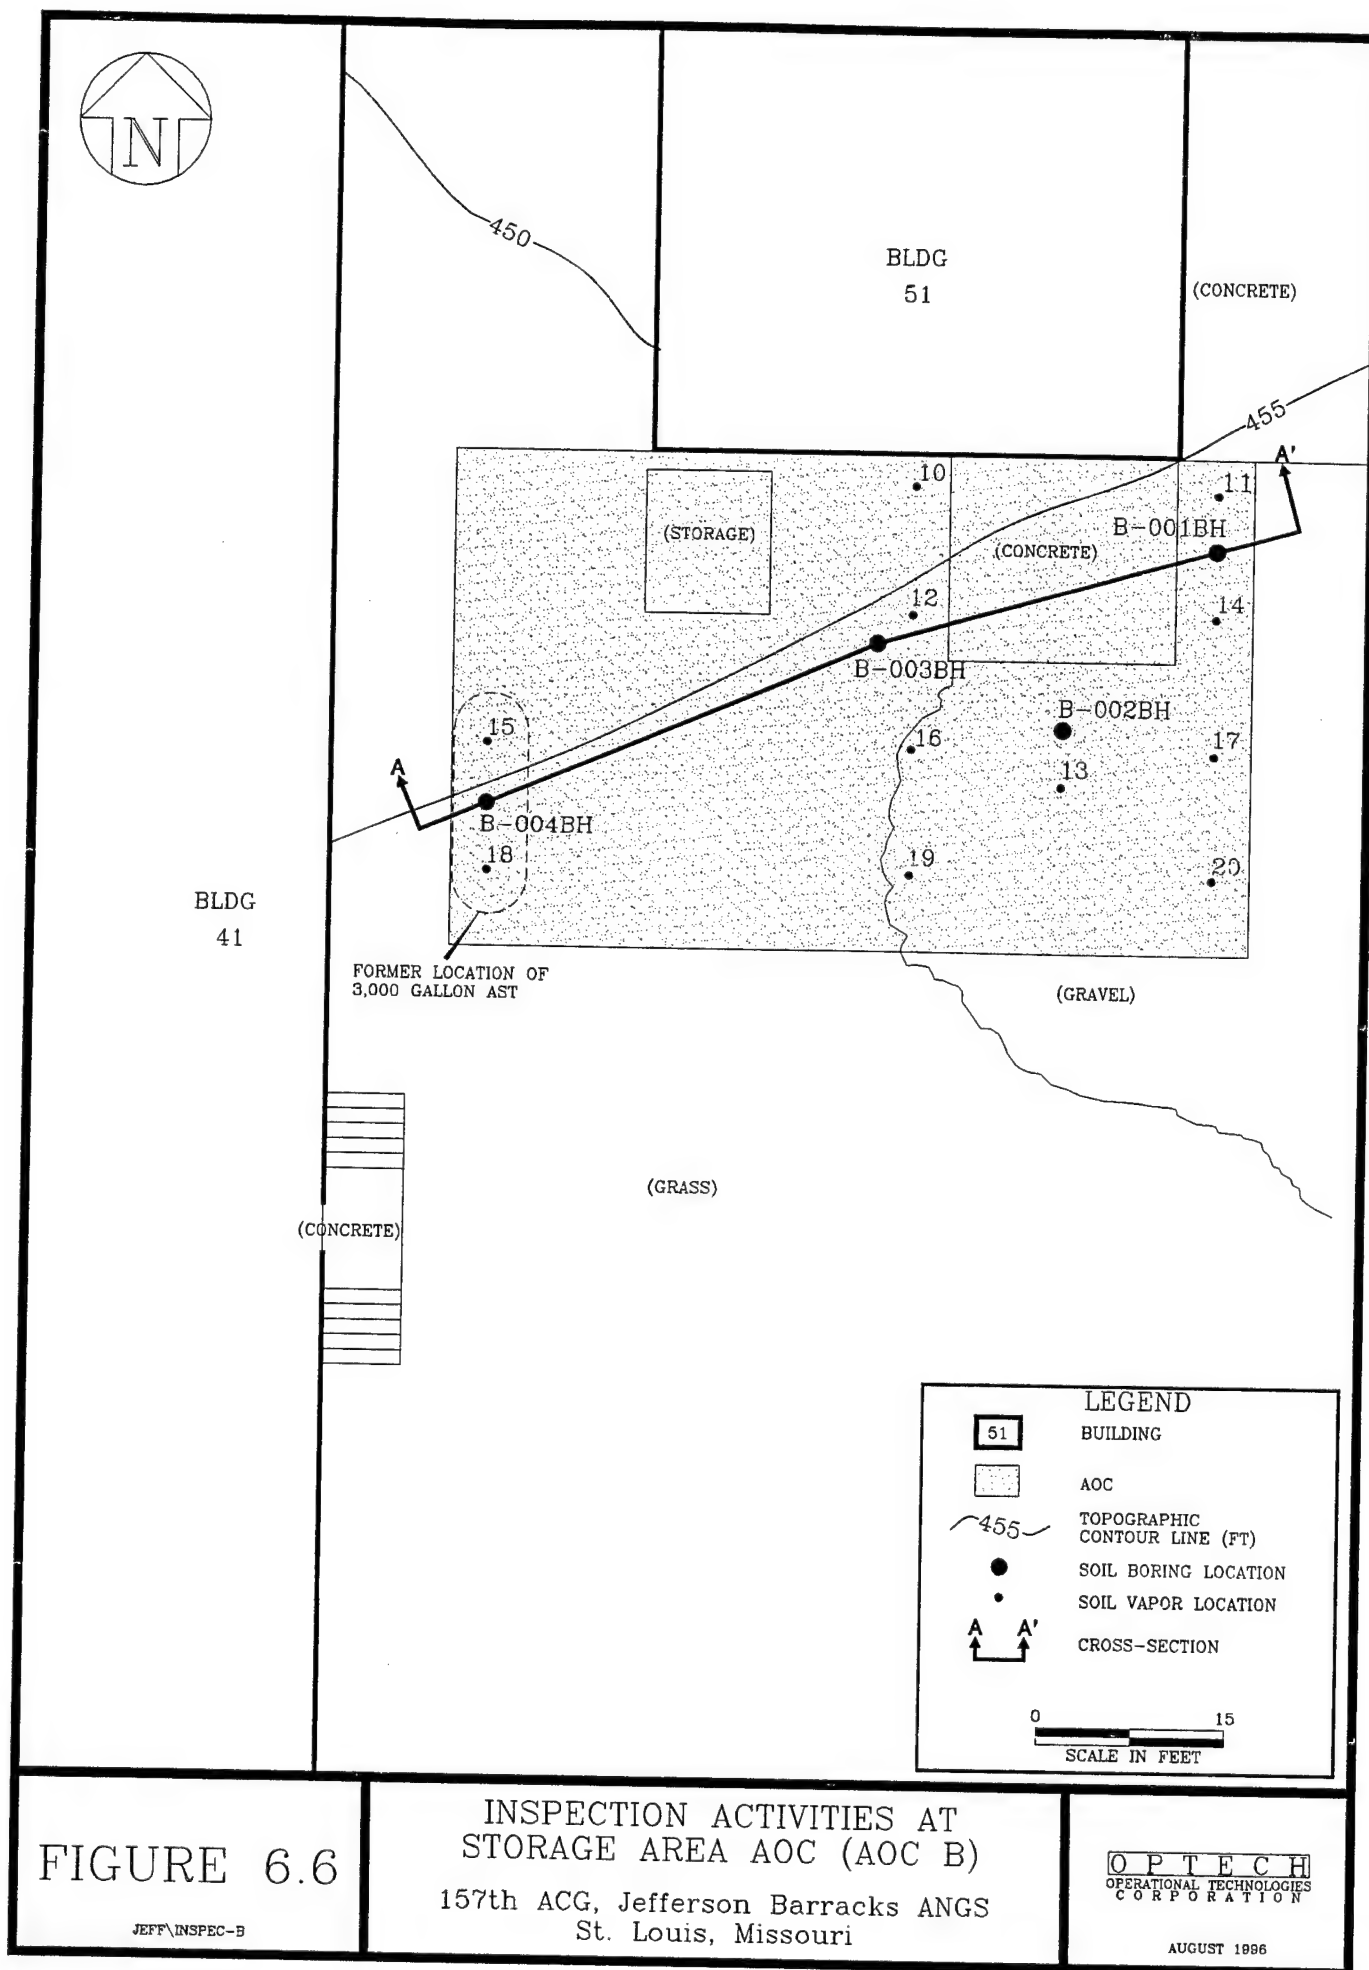 N
450
BLDG
51
(CONCRETE)
455
A'
10
11
(STORAGE)
B-001BH
(CONCRETE)
12
14
B-003BH
B-002BH
15
16
17
A
13
B-004BH
18
19
20
BLDG
41
FORMER LOCATION OF
3,000 GALLON AST
(GRAVEL)
(GRASS)
(CONCRETE)
LEGEND
51
BUILDING
AOC
455
TOPOGRAPHIC
CONTOUR LINE (FT)
SOIL BORING LOCATION
SOIL VAPOR LOCATION
A A'
CROSS-SECTION
0 15
SCALE IN FEET
FIGURE 6.6
JEFF\INSPEC-B
INSPECTION ACTIVITIES AT
STORAGE AREA AOC (AOC B)
157th ACG, Jefferson Barracks ANGS
St. Louis, Missouri
OPTECH
OPERATIONAL TECHNOLOGIES
CORPORATION
AUGUST 1996